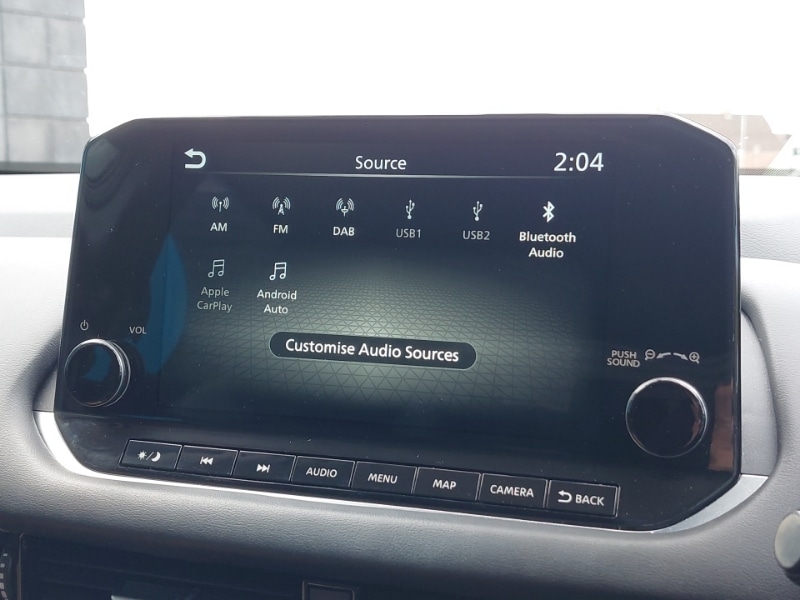 Source
2:04
AM
FM
DAB
USB1
USB2
Bluetooth
Audio
Apple
CarPlay
Android
Auto
Customise Audio Sources
VOL
PUSH
SOUND
AUDIO
MENU
MAP
CAMERA
BACK